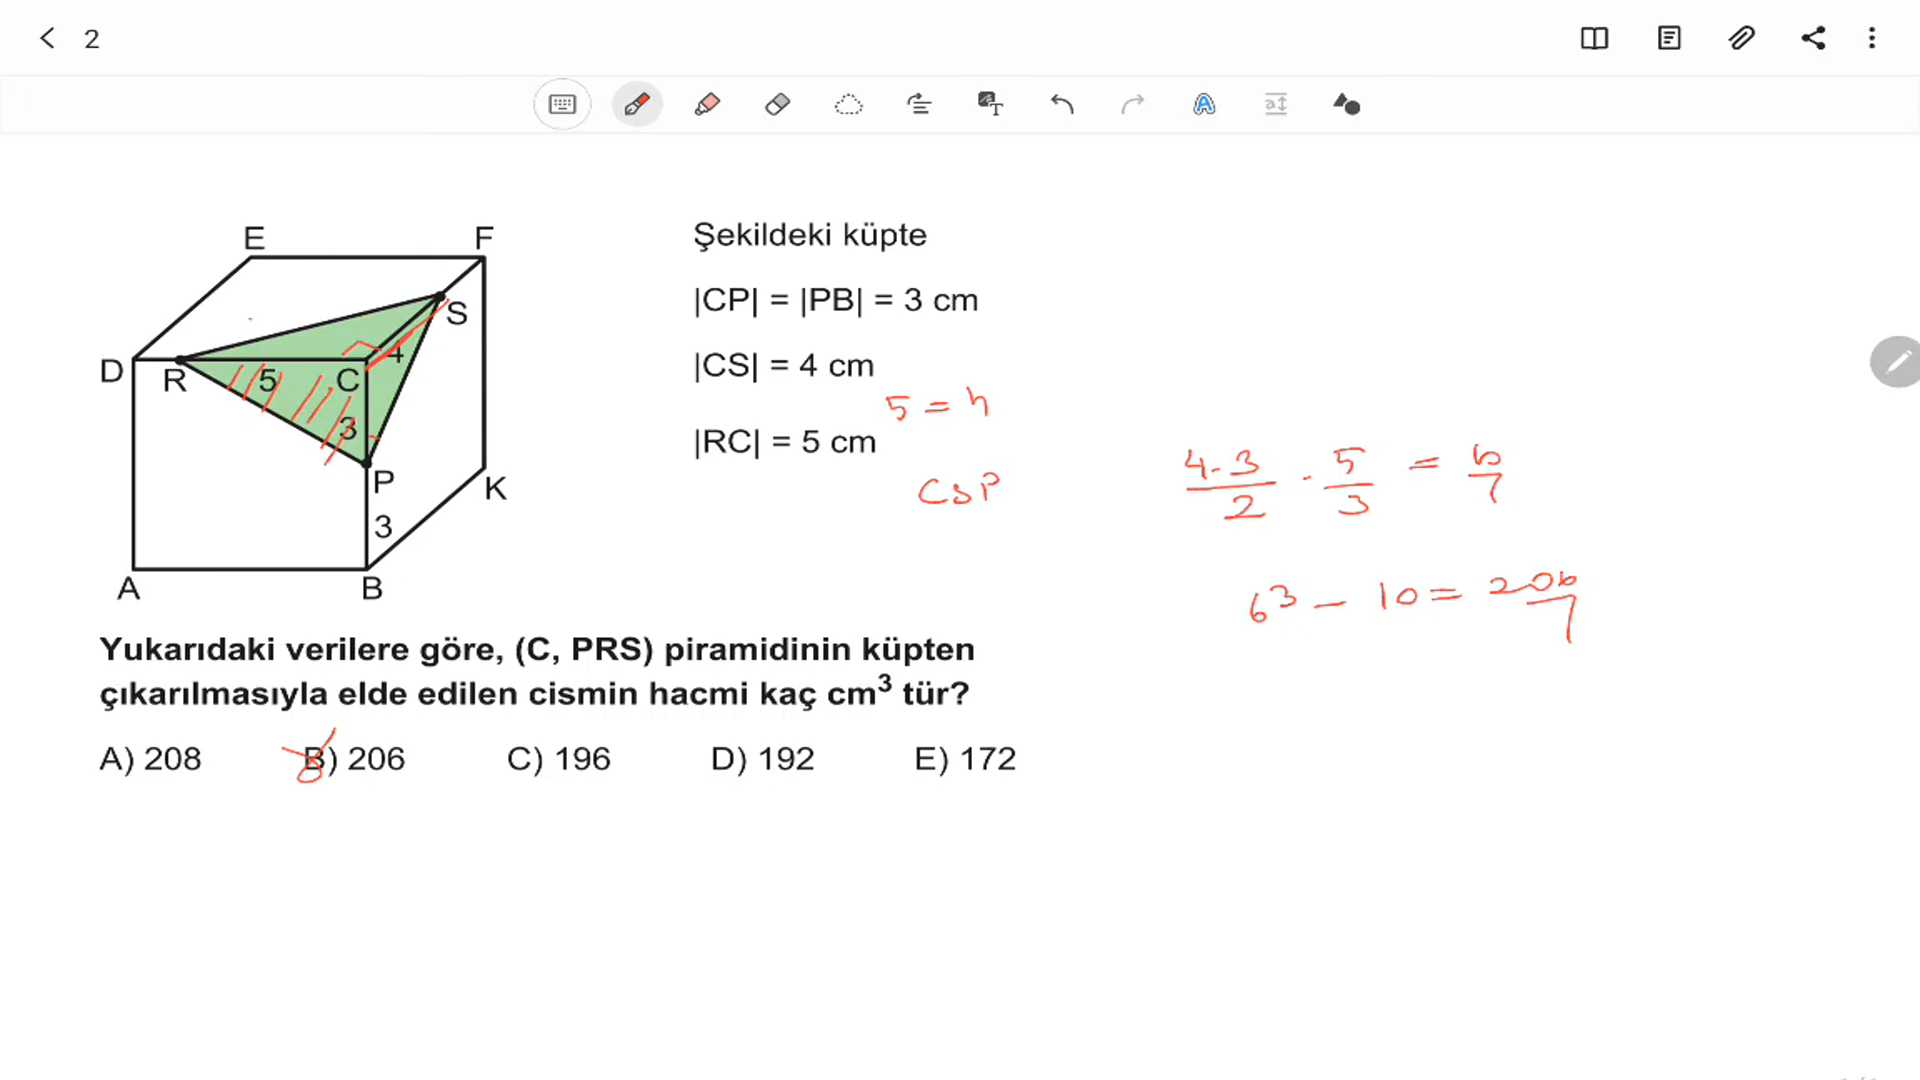 2
E F
S
D R 5 C 4
3
P K
3
A B
Şekildeki küpte
|CP| = |PB| = 3 cm
|CS| = 4 cm
5 = h
|RC| = 5 cm
CSP
4.3/2 . 5/3 = 10
6³ - 10 = 206
Yukarıdaki verilere göre, (C, PRS) piramidinin küpten
çıkarılmasıyla elde edilen cismin hacmi kaç cm³ tür?
A) 208 B) 206 C) 196 D) 192 E) 172